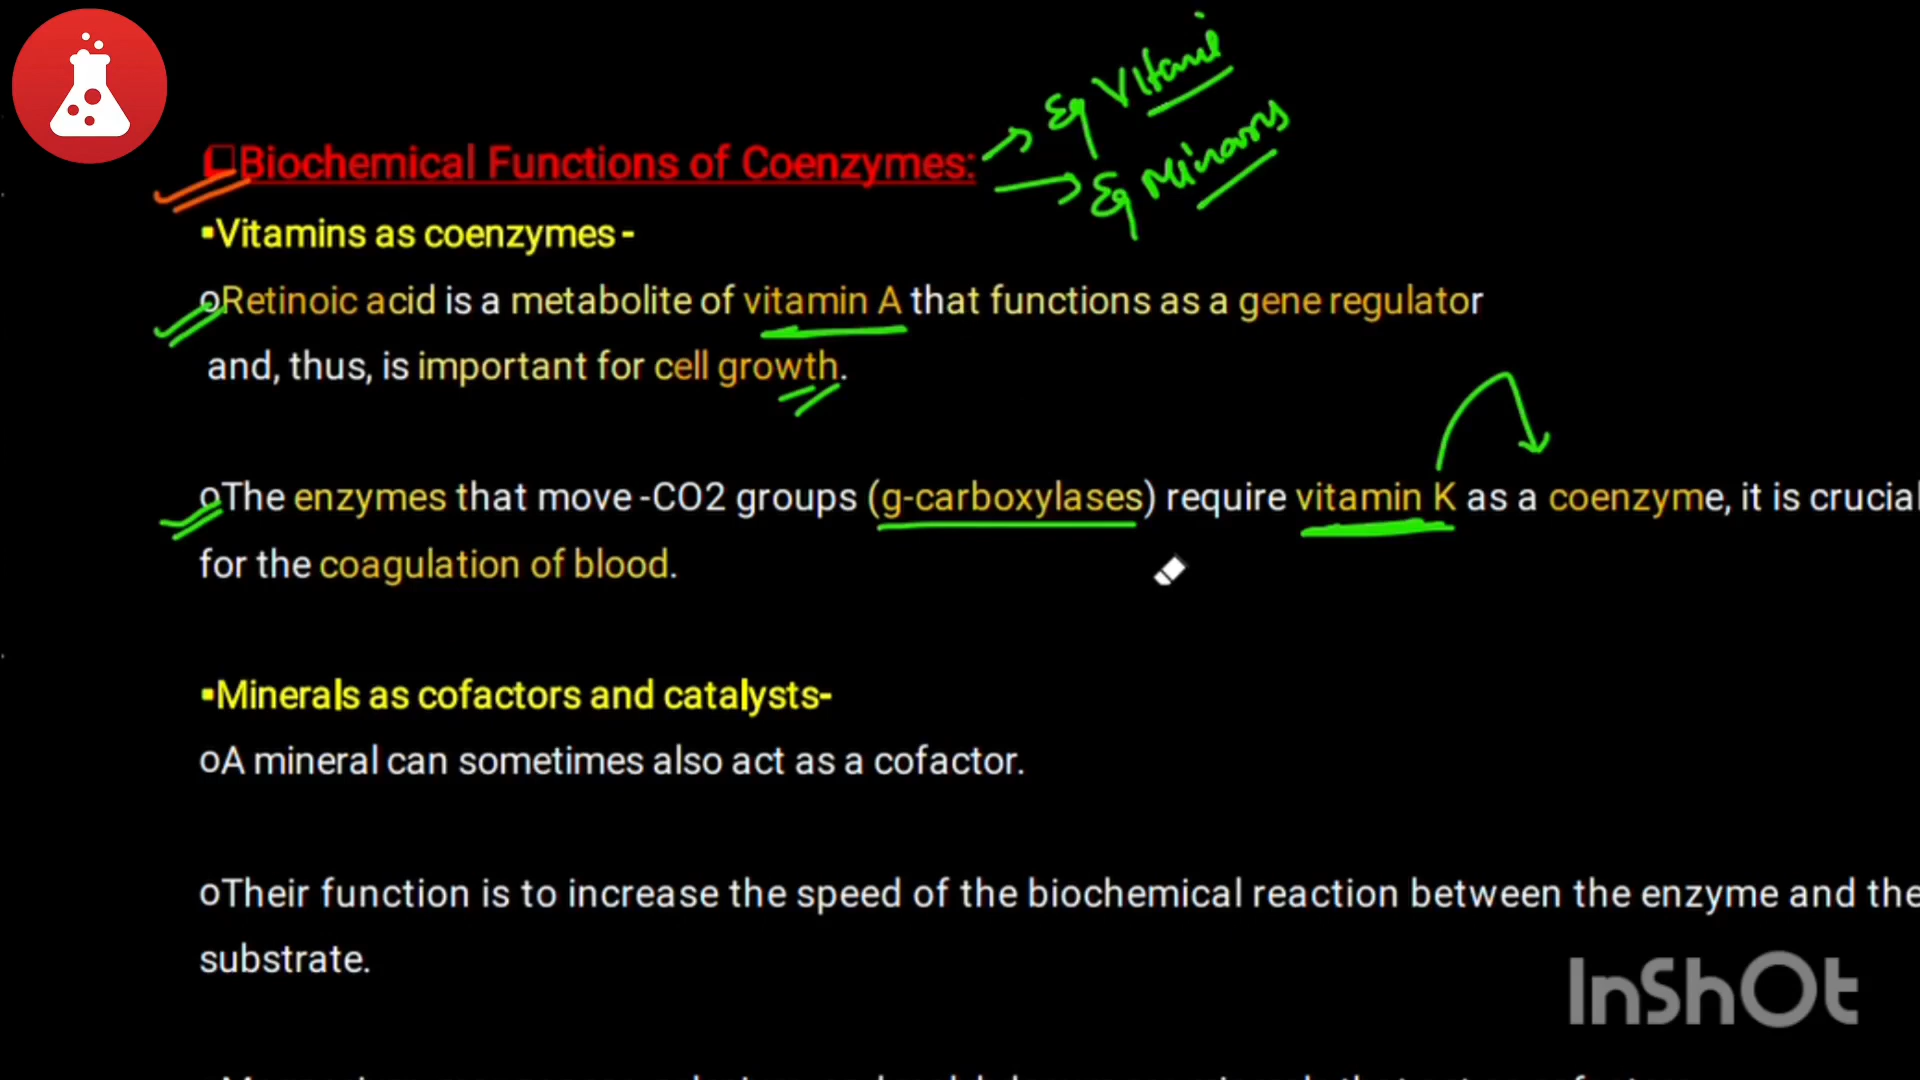 Eg Vitami
❑Biochemical Functions of Coenzymes:
Eg Minarrs
▪Vitamins as coenzymes-
oRetinoic acid is a metabolite of vitamin A that functions as a gene regulator
and, thus, is important for cell growth.
oThe enzymes that move -CO2 groups (g-carboxylases) require vitamin K as a coenzyme, it is crucial
for the coagulation of blood.
▪Minerals as cofactors and catalysts-
oA mineral can sometimes also act as a cofactor.
oTheir function is to increase the speed of the biochemical reaction between the enzyme and the
substrate.
InShOt